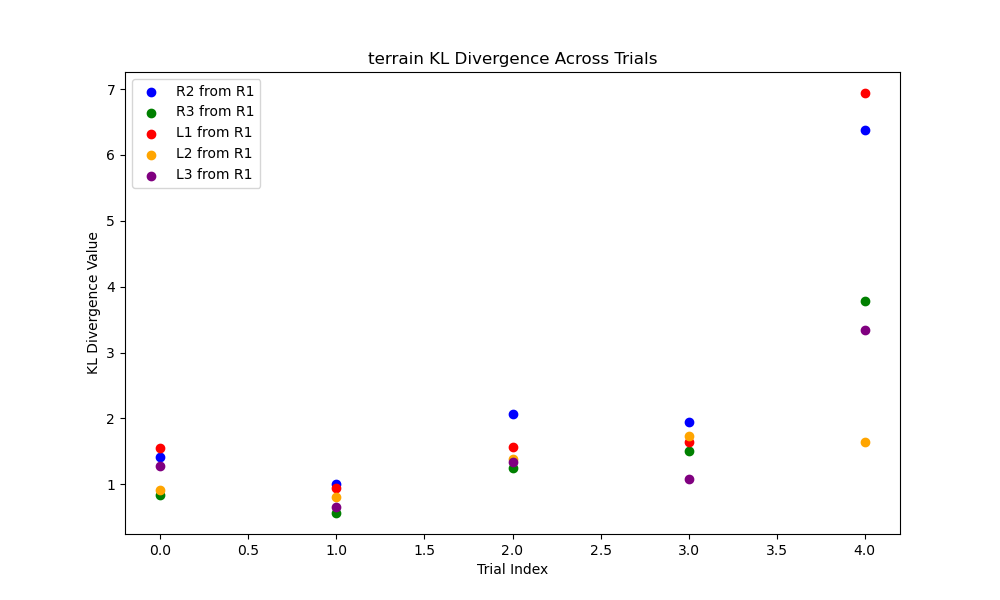 terrain KL Divergence Across Trials
R2 from R1
R3 from R1
L1 from R1
L2 from R1
L3 from R1
KL Divergence Value
7
6
5
4
3
2
1
0.0 0.5 1.0 1.5 2.0 2.5 3.0 3.5 4.0
Trial Index